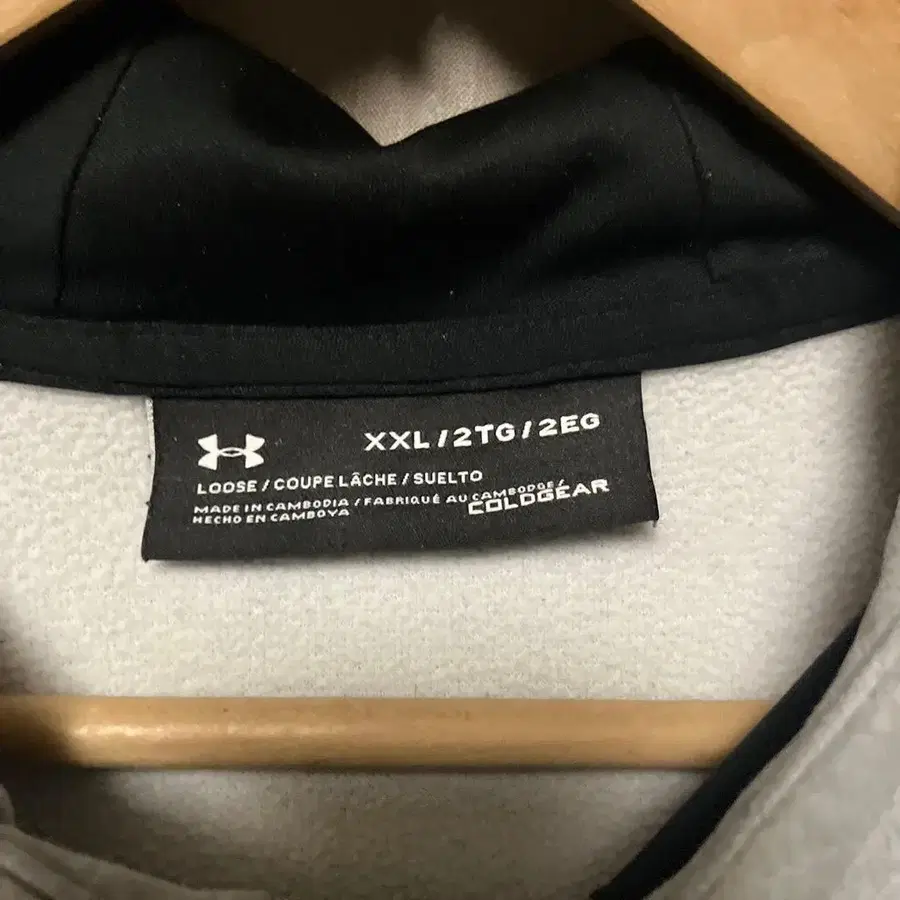 XXL / 2TG / 2EG
LOOSE / COUPE LÂCHE / SUELTO
MADE IN CAMBODIA / FABRIQUÉ AU CAMBODGE /
HECHO EN CAMBOYA
COLDGEAR